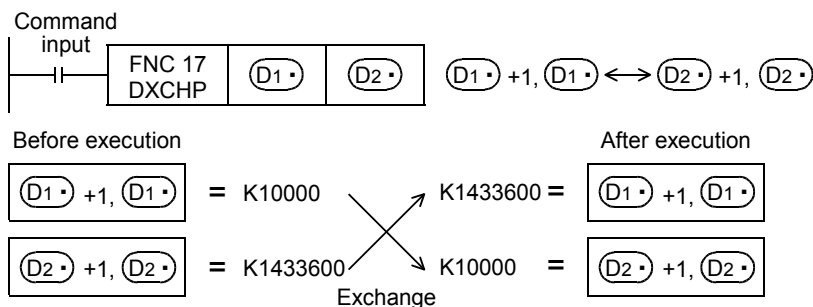 Command
input
FNC 17
DXCHP
D1・ D2・ D1・ +1, D1・ ↔ D2・ +1, D2・
Before execution After execution
D1・ +1, D1・ = K10000 K1433600 = D1・ +1, D1・
D2・ +1, D2・ = K1433600 K10000 = D2・ +1, D2・
Exchange